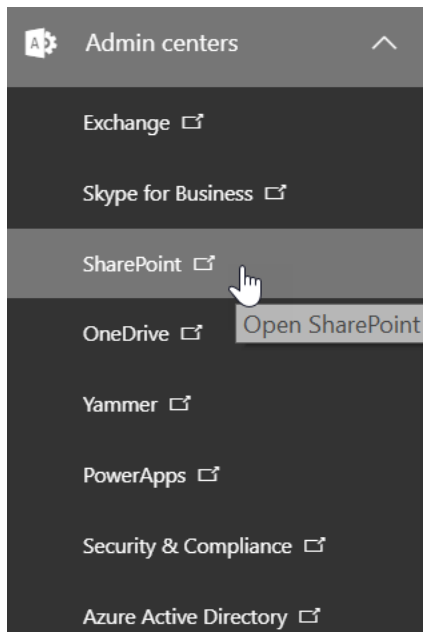 Admin centers
Exchange
Skype for Business
SharePoint
Open SharePoint
OneDrive
Yammer
PowerApps
Security & Compliance
Azure Active Directory